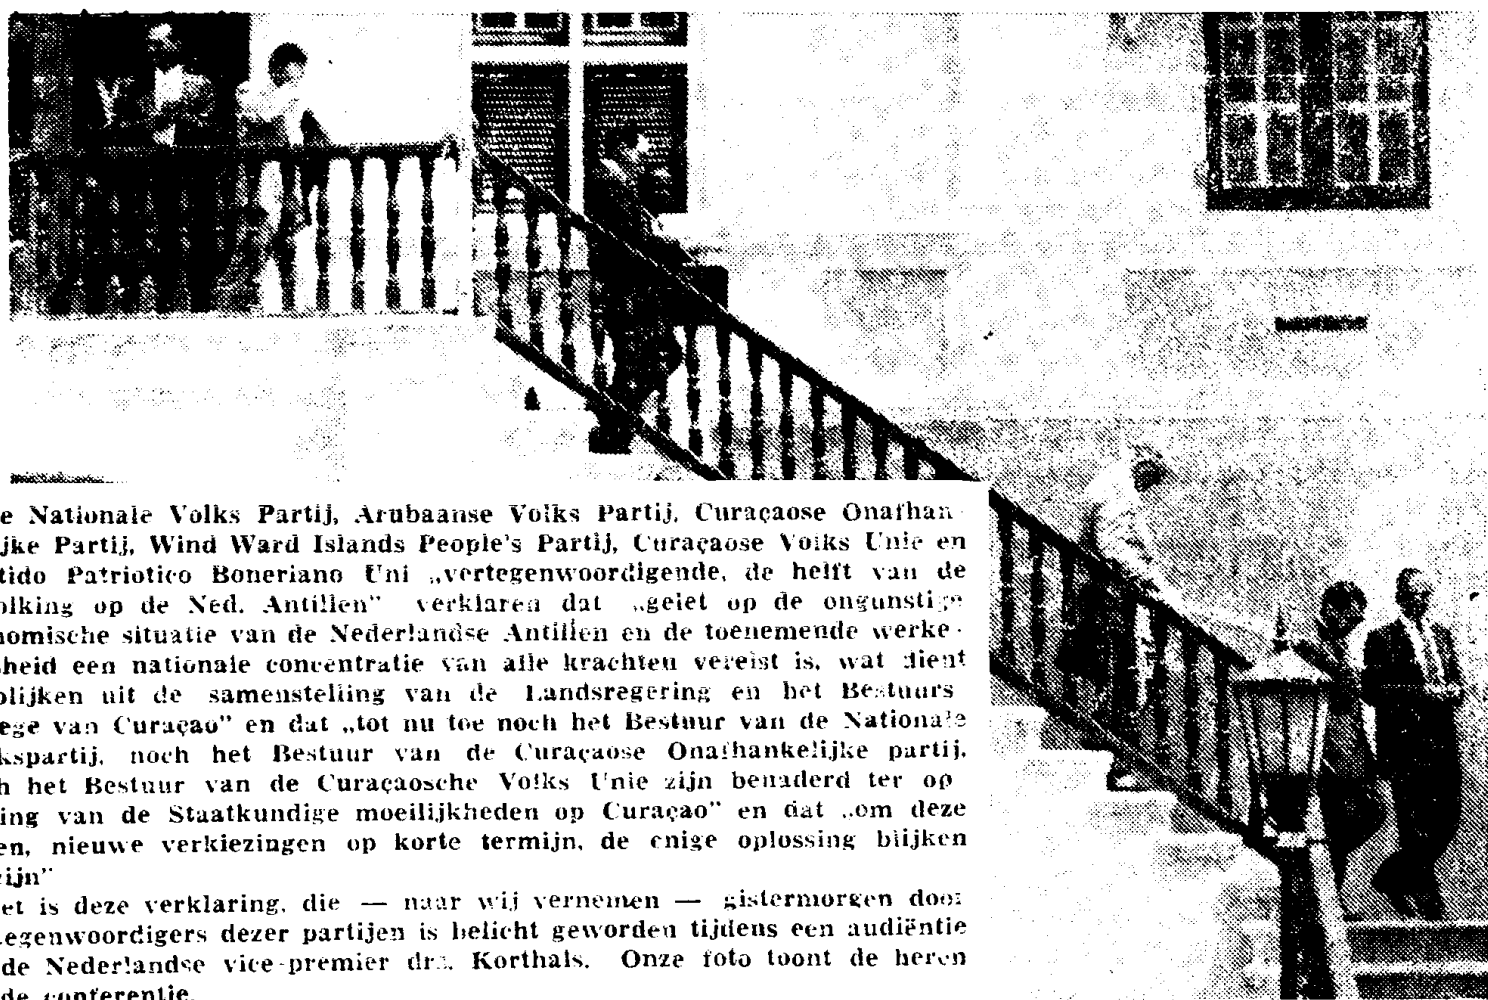 e Nationale Volks Partij, Arubaanse Volks Partij, Curaçaose Onafhan-
ijke Partij, Wind Ward Islands People's Partij, Curaçaose Volks Unie en
tido Patriotico Boneriano Uni „vertegenwoordigende, de helft van de
olking op de Ned. Antillen" verklaren dat „gelet op de ongunstige
nomische situatie van de Nederlandse Antillen en de toenemende werke-
sheid een nationale concentratie van alle krachten vereist is, wat dient
blijken uit de samenstelling van de Landsregering en het Bestuurs
ege van Curaçao" en dat „tot nu toe noch het Bestuur van de Nationale
kspartij, noch het Bestuur van de Curaçaose Onafhankelijke partij,
h het Bestuur van de Curaçaosche Volks Unie zijn benaderd ter op-
ing van de Staatkundige moeilijkheden op Curaçao" en dat „om deze
en, nieuwe verkiezingen op korte termijn, de enige oplossing blijken
zijn"
et is deze verklaring, die — naar wij vernemen — gistermorgen door
tegenwoordigers dezer partijen is belicht geworden tijdens een audiëntie
de Nederlandse vice-premier drs. Korthals. Onze foto toont de heren
de conferentie.